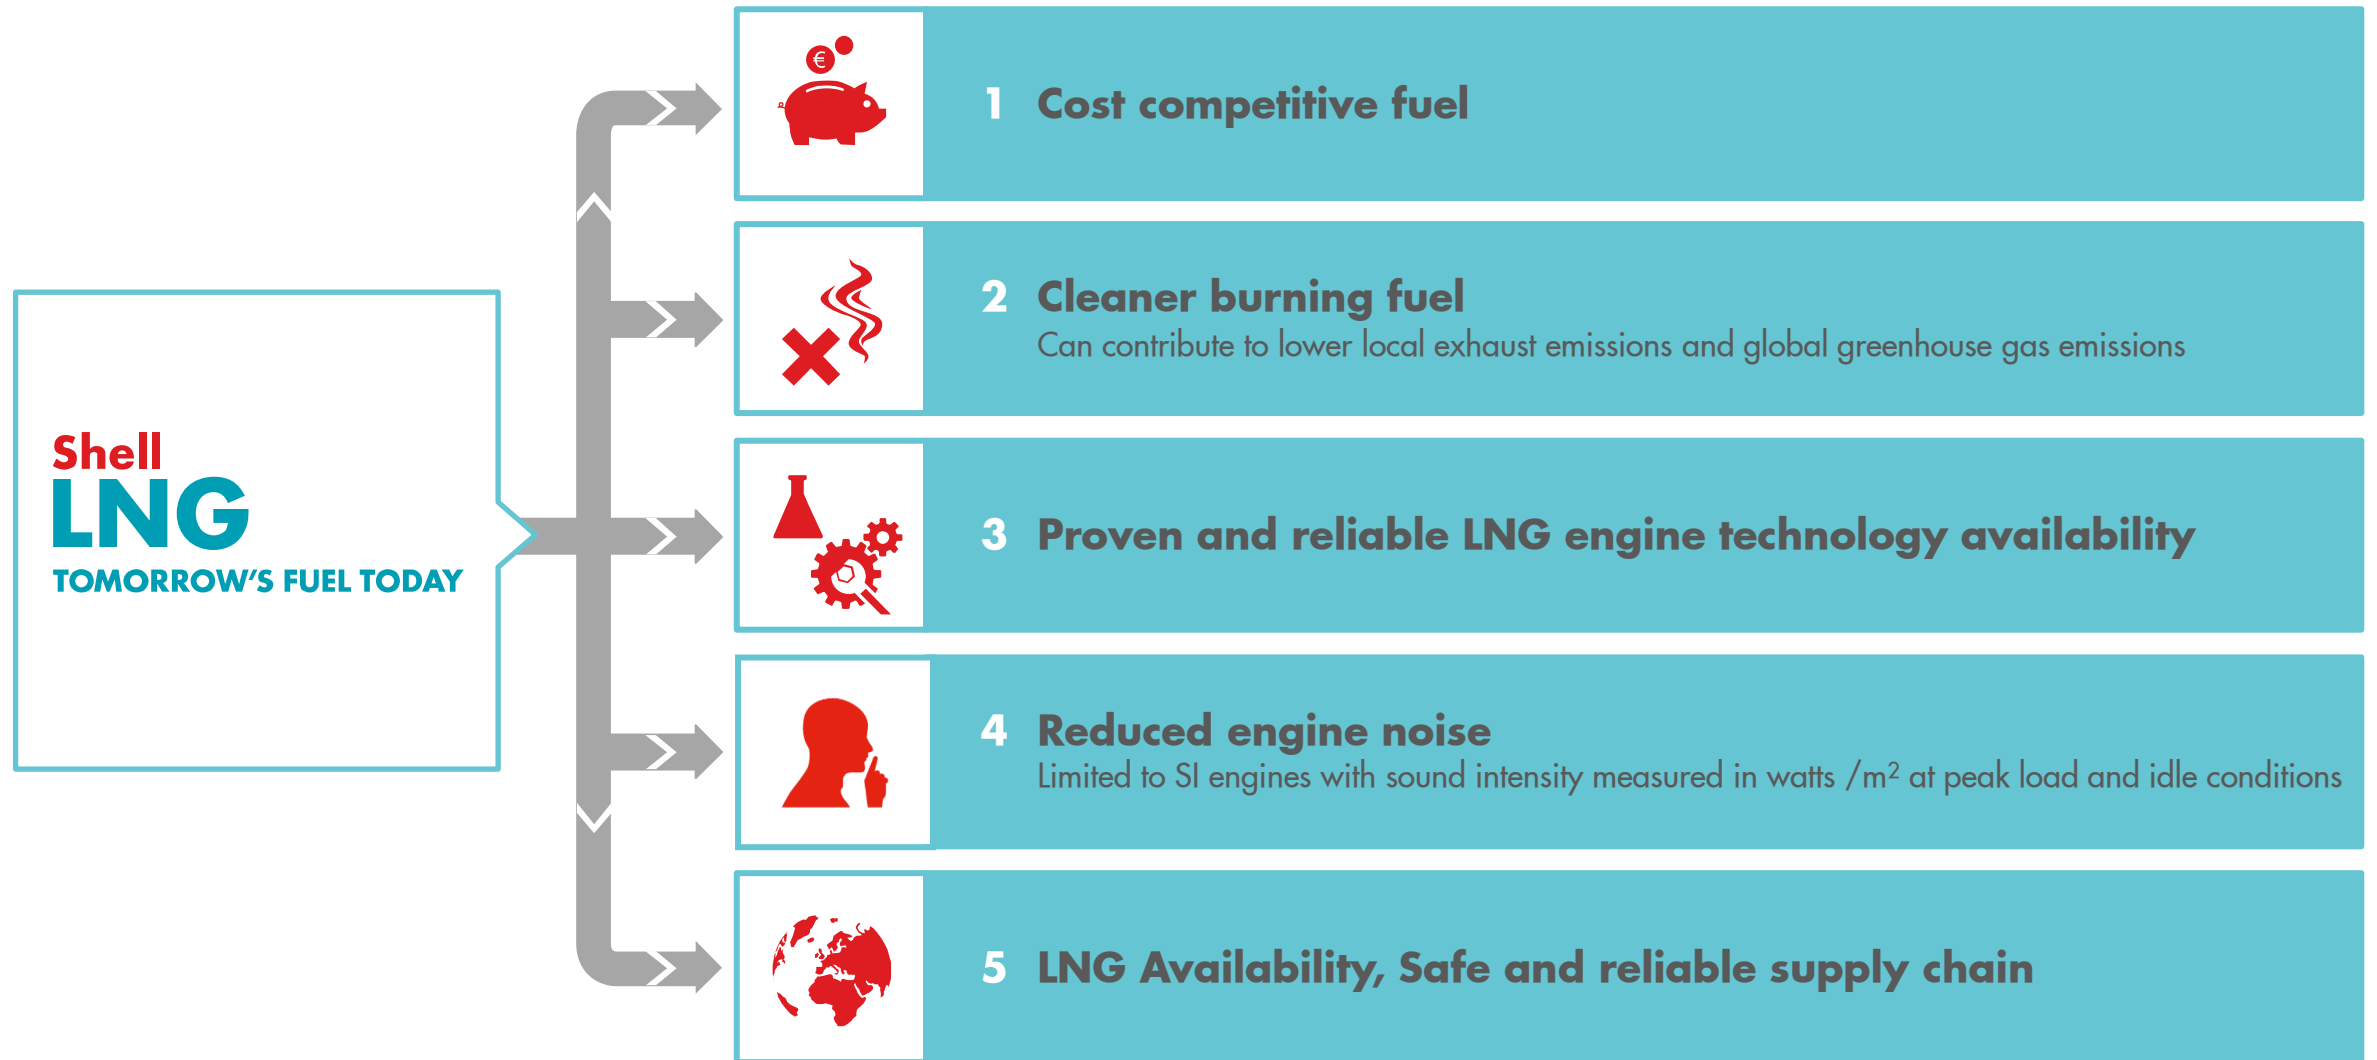 Shell
LNG
TOMORROW'S FUEL TODAY
€
1 Cost competitive fuel
2 Cleaner burning fuel
Can contribute to lower local exhaust emissions and global greenhouse gas emissions
3 Proven and reliable LNG engine technology availability
4 Reduced engine noise
Limited to SI engines with sound intensity measured in watts /m² at peak load and idle conditions
5 LNG Availability, Safe and reliable supply chain